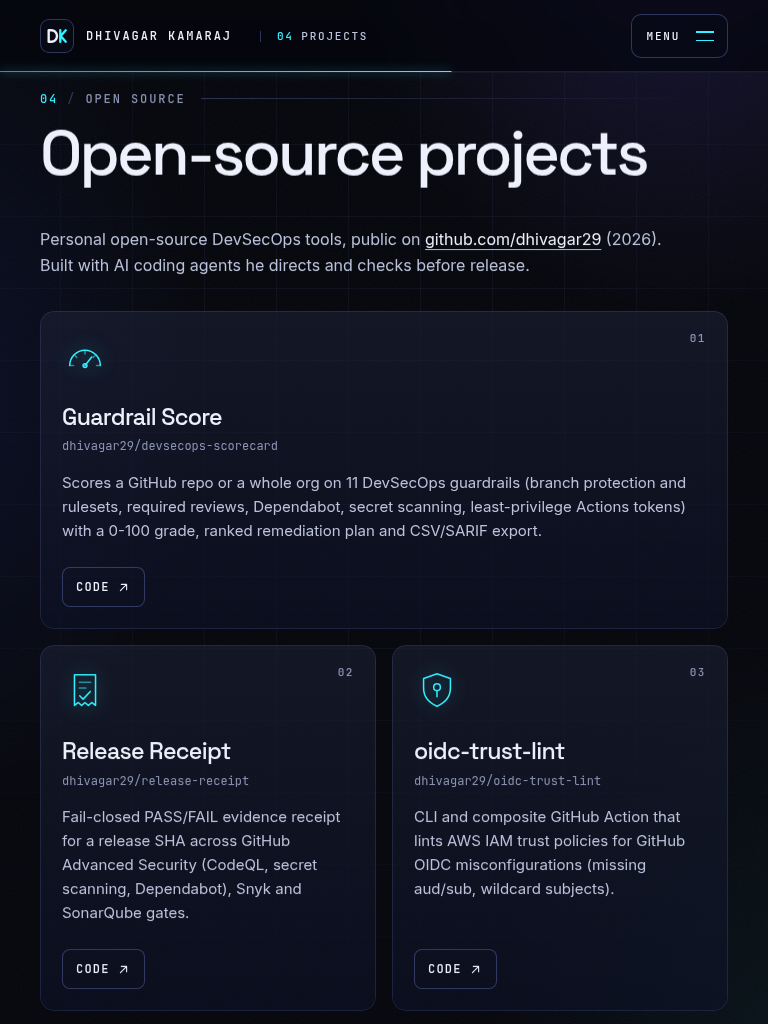 DK DHIVAGAR KAMARAJ | 04 PROJECTS MENU
04 / OPEN SOURCE
Open-source projects
Personal open-source DevSecOps tools, public on github.com/dhivagar29 (2026).
Built with AI coding agents he directs and checks before release.
01
Guardrail Score
dhivagar29/devsecops-scorecard
Scores a GitHub repo or a whole org on 11 DevSecOps guardrails (branch protection and
rulesets, required reviews, Dependabot, secret scanning, least-privilege Actions tokens)
with a 0-100 grade, ranked remediation plan and CSV/SARIF export.
CODE ↗
02
Release Receipt
dhivagar29/release-receipt
Fail-closed PASS/FAIL evidence receipt
for a release SHA across GitHub
Advanced Security (CodeQL, secret
scanning, Dependabot), Snyk and
SonarQube gates.
CODE ↗
03
oidc-trust-lint
dhivagar29/oidc-trust-lint
CLI and composite GitHub Action that
lints AWS IAM trust policies for GitHub
OIDC misconfigurations (missing
aud/sub, wildcard subjects).
CODE ↗